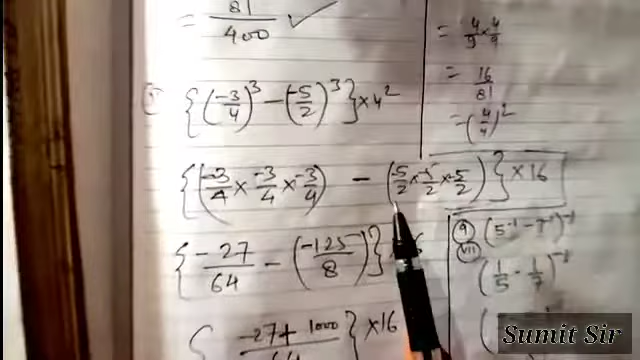 = 81/400 ✓
{(-3/4)^3 - (-5/2)^3} × 4^2
{(-3/4 × -3/4 × -3/4) - (-5/2 × -5/2 × -5/2)} × 16
{-27/64 - (-125/8)}
{-27 + 1000/64} × 16
= 4/9 × 4/9
= 16/81
9 (5^-1 - 7^-1)^-1
VII
(1/5 - 1/7)^-1
Sumit Sir